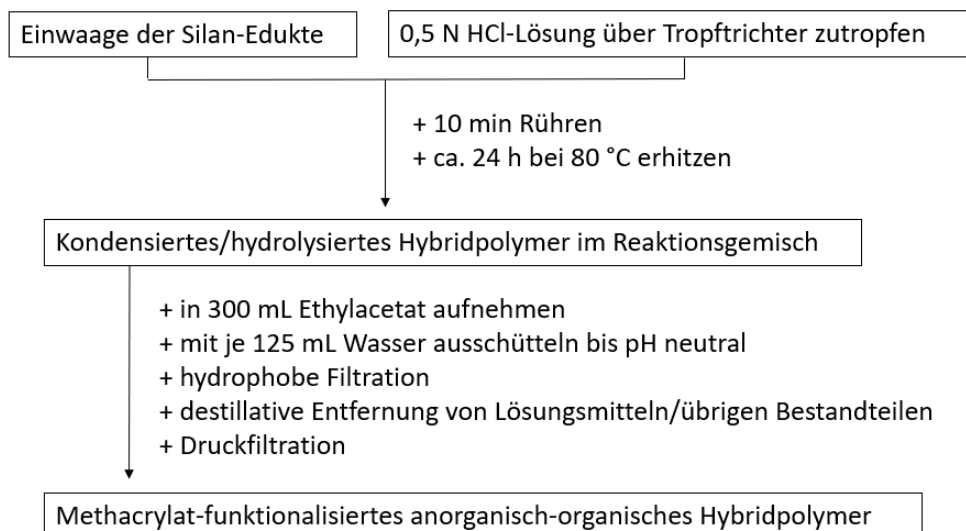 Einwaage der Silan-Edukte
0,5 N HCl-Lösung über Tropftrichter zutropfen
+ 10 min Rühren
+ ca. 24 h bei 80 °C erhitzen
Kondensiertes/hydrolysiertes Hybridpolymer im Reaktionsgemisch
+ in 300 mL Ethylacetat aufnehmen
+ mit je 125 mL Wasser ausschütteln bis pH neutral
+ hydrophobe Filtration
+ destillative Entfernung von Lösungsmitteln/übrigen Bestandteilen
+ Druckfiltration
Methacrylat-funktionalisiertes anorganisch-organisches Hybridpolymer